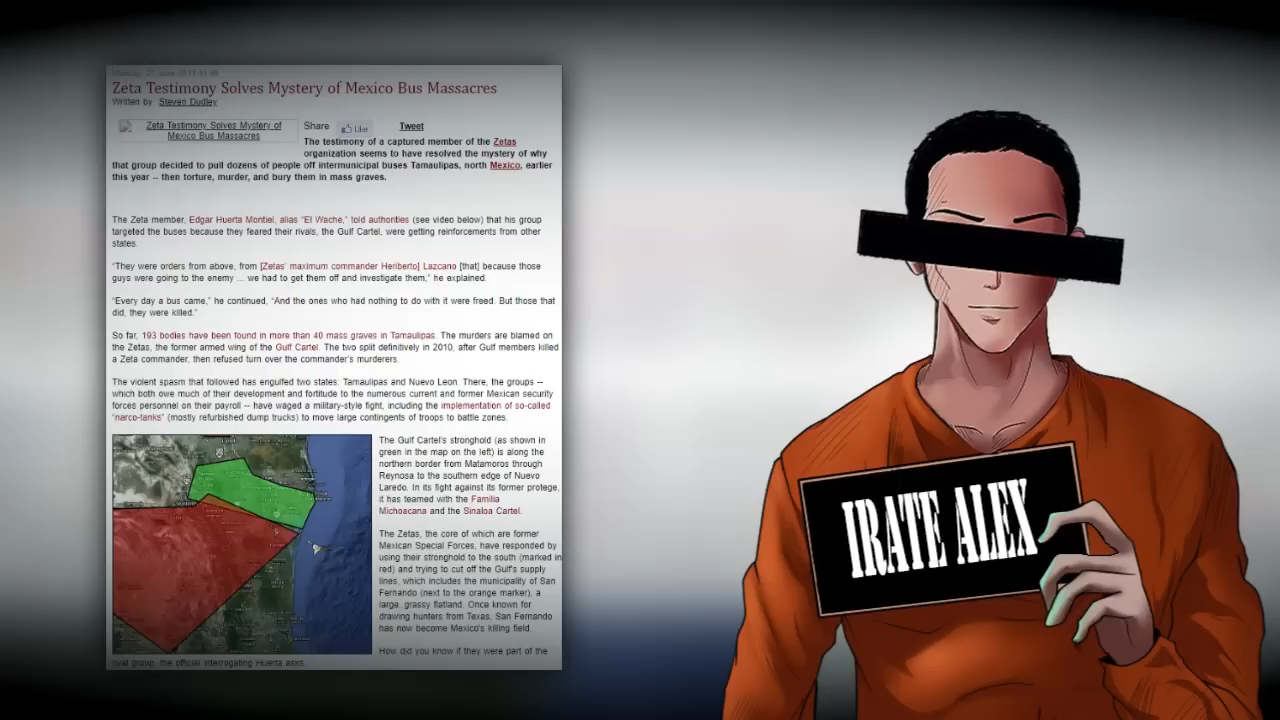 Monday, 27 June 2011 11:48
Zeta Testimony Solves Mystery of Mexico Bus Massacres
Written by Steven Dudley
Zeta Testimony Solves Mystery of
Mexico Bus Massacres
Share Like Tweet
The testimony of a captured member of the Zetas
organization seems to have resolved the mystery of why
that group decided to pull dozens of people off intermunicipal buses Tamaulipas, north Mexico, earlier
this year -- then torture, murder, and bury them in mass graves.
The Zeta member, Edgar Huerta Montiel, alias "El Wache," told authorities (see video below) that his group
targeted the buses because they feared their rivals, the Gulf Cartel, were getting reinforcements from other
states.
"They were orders from above, from [Zetas' maximum commander Heriberto] Lazcano [that] because those
guys were going to the enemy ... we had to get them off and investigate them," he explained.
"Every day a bus came," he continued, "And the ones who had nothing to do with it were freed. But those that
did, they were killed."
So far, 193 bodies have been found in more than 40 mass graves in Tamaulipas. The murders are blamed on
the Zetas, the former armed wing of the Gulf Cartel. The two split definitively in 2010, after Gulf members killed
a Zeta commander, then refused turn over the commander's murderers.
The violent spasm that followed has engulfed two states: Tamaulipas and Nuevo Leon. There, the groups --
which both owe much of their development and fortitude to the numerous current and former Mexican security
forces personnel on their payroll -- have waged a military-style fight, including the implementation of so-called
"narco-tanks" (mostly refurbished dump trucks) to move large contingents of troops to battle zones.
The Gulf Cartel's stronghold (as shown in
green in the map on the left) is along the
northern border from Matamoros through
Reynosa to the southern edge of Nuevo
Laredo. In its fight against its former protege,
it has teamed with the Familia
Michoacana and the Sinaloa Cartel.
The Zetas, the core of which are former
Mexican Special Forces, have responded by
using their stronghold to the south (marked in
red) and trying to cut off the Gulf's supply
lines, which includes the municipality of San
Fernando (next to the orange marker), a
large, grassy flatland. Once known for
drawing hunters from Texas, San Fernando
has now become Mexico's killing field.
How did you know if they were part of the
rival group, the official interrogating Huerta asks.
IRATE ALEX